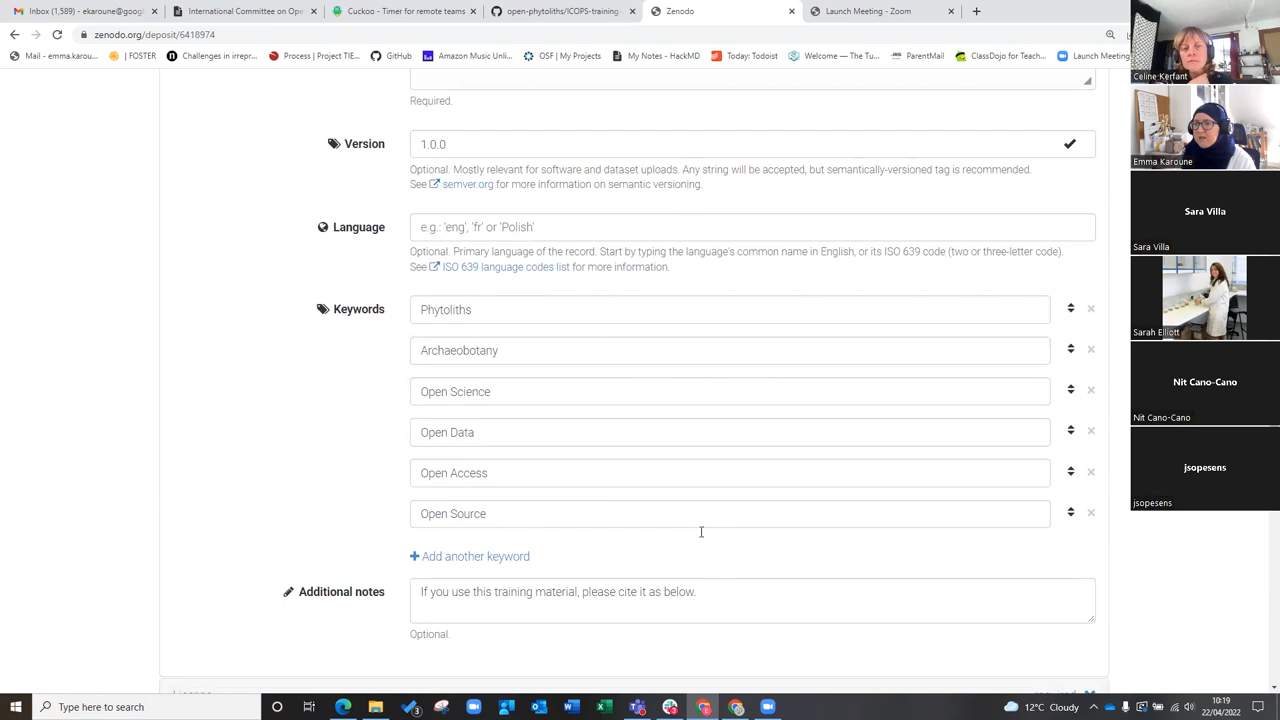 Inbox (1,589) - ekaroune@googl
International Committee on Open
Cuckoo - Timer for remote teams
open-phytoliths/ICOPS-training-
Zenodo
Launch Meeting - Zoom
zenodo.org/deposit/6418974
Mail - emma.karou...
| FOSTER
Challenges in irrepr...
Process | Project TIE...
GitHub
Amazon Music Unli...
OSF | My Projects
My Notes - HackMD
Today: Todoist
Welcome — The Tu...
ParentMail
ClassDojo for Teach...
Launch Meeting
Required.
Version
1.0.0
Optional. Mostly relevant for software and dataset uploads. Any string will be accepted, but semantically-versioned tag is recommended.
See semver.org for more information on semantic versioning.
Language
e.g.: 'eng', 'fr' or 'Polish'
Optional. Primary language of the record. Start by typing the language's common name in English, or its ISO 639 code (two or three-letter code).
See ISO 639 language codes list for more information.
Keywords
Phytoliths
Archaeobotany
Open Science
Open Data
Open Access
Open Source
Add another keyword
Additional notes
If you use this training material, please cite it as below.
Optional.
Celine Kerfant
Emma Karoune
Sara Villa
Sara Villa
Sarah Elliott
Nit Cano-Cano
Nit Cano-Cano
jsopesens
jsopesens
Type here to search
12°C Cloudy
10:19
22/04/2022